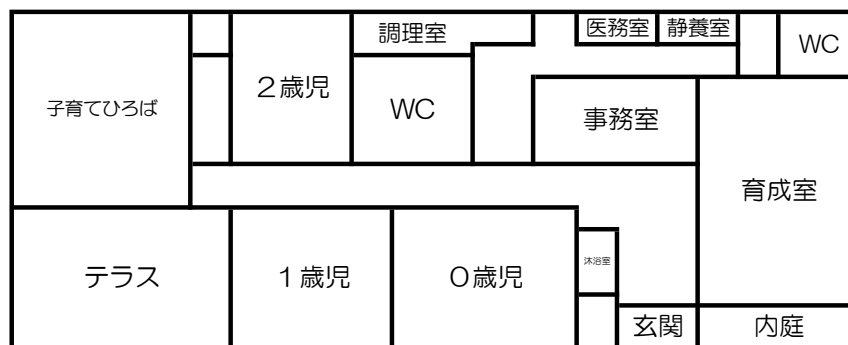 調理室
医務室
静養室
WC
子育てひろば
２歳児
WC
事務室
育成室
テラス
１歳児
０歳児
沐浴室
玄関
内庭